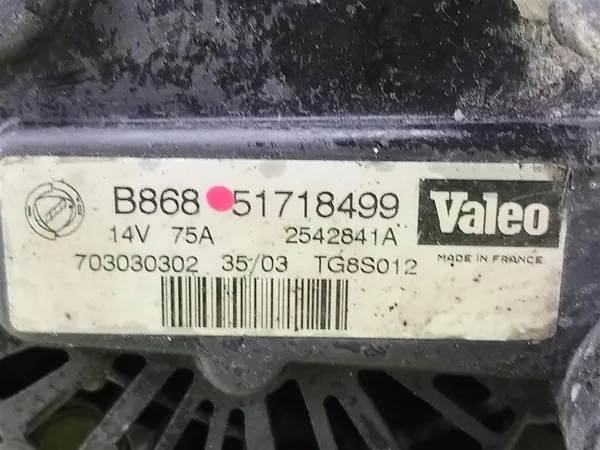 B868 51718499
Valeo
14V 75A 2542841A
MADE IN FRANCE
703030302 35/03 TG8S012